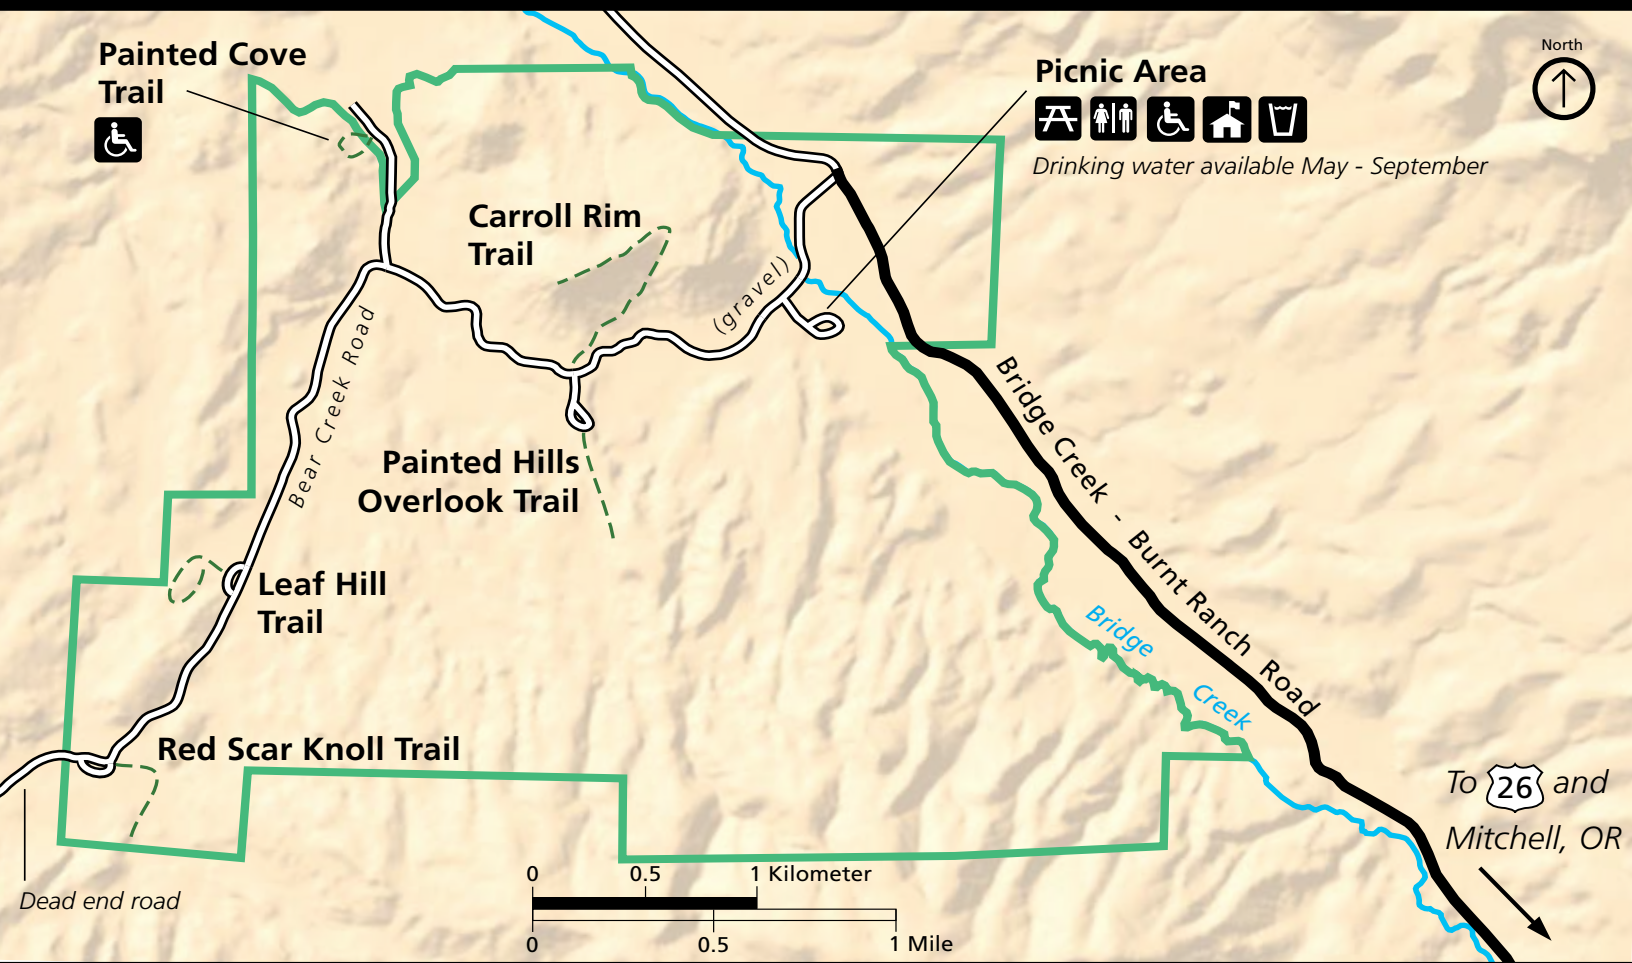 Painted Cove
Trail
Picnic Area
Drinking water available May - September
North
Carroll Rim
Trail
(gravel)
Bear Creek Road
Painted Hills
Overlook Trail
Bridge Creek - Burnt Ranch Road
Leaf Hill
Trail
Bridge
Creek
Red Scar Knoll Trail
To 26 and
Mitchell, OR
Dead end road
0 0.5 1 Kilometer
0 0.5 1 Mile